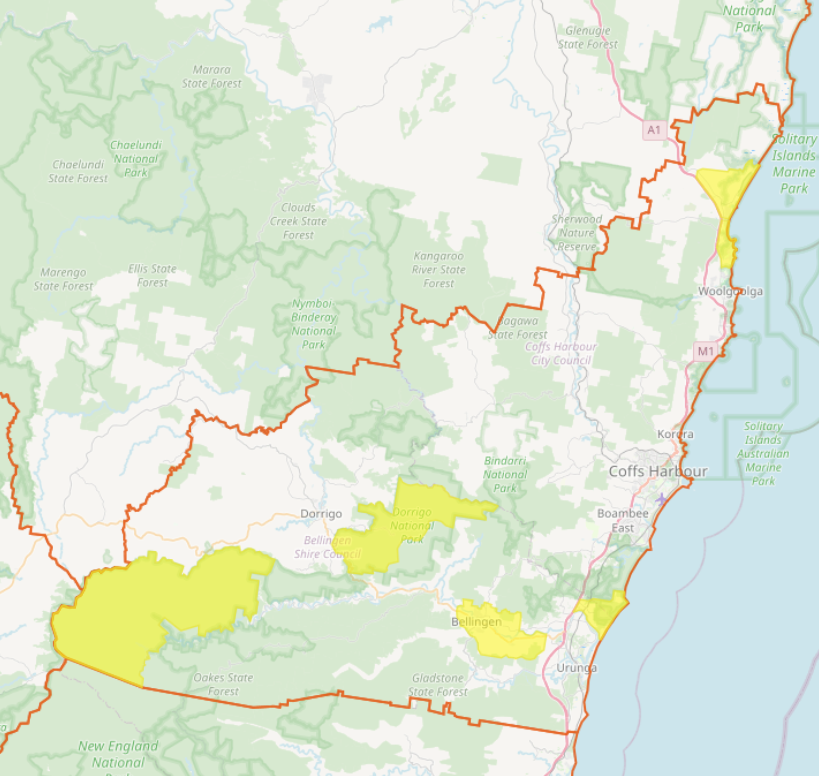 National
Park
Glenugie
State Forest
Marara
State Forest
A1
Solitary
Islands
Marine
Park
Chaelundi
National
Park
Chaelundi
State Forest
Clouds
Creek State
Forest
Sherwood
Nature
Reserve
Kangaroo
River State
Forest
Marengo
State Forest
Ellis State
Forest
Woolgoolga
Nymboi
Binderay
National
Park
State Forest
Coffs Harbour
City Council
M1
Korora
Solitary
Islands
Australian
Marine
Park
Bindarri
National
Park
Coffs Harbour
Dorrigo
Dorrigo
National
Park
Boambee
East
Bellingen
Shire Council
Bellingen
Urunga
Oakes State
Forest
Gladstone
State Forest
New England
National
Park